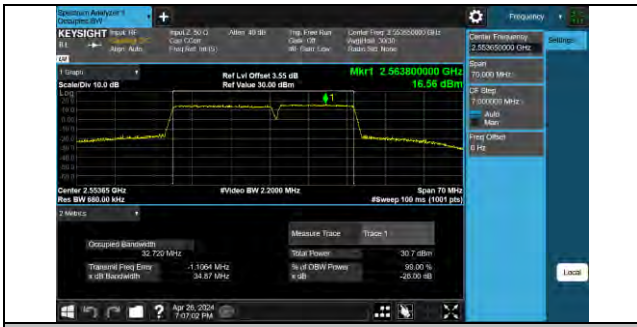 Spectrum Analyzer 1
Occupied BW
+
Frequency
KEYSIGHT Input: RF
Align: Auto
Input Z: 50 Ω
Corr CCorr
Freq Ref: Int (S)
Atten: 40 dB
Trig: Free Run
Gate: Off
#IF Gain: Low
Center Freq: 2.553650000 GHz
Avg|Hold: 30/30
Radio Std: None
Center Frequency
2.553650000 GHz
Settings
Span
70.000 MHz
CF Step
7.000000 MHz
Auto
Man
Freq Offset
0 Hz
1 Graph
Scale/Div 10.0 dB
Ref Lvl Offset 3.55 dB
Ref Value 30.00 dBm
Mkr1 2.563800000 GHz
16.56 dBm
Log
1
Center 2.55365 GHz
Res BW 680.00 kHz
#Video BW 2.2000 MHz
Span 70 MHz
#Sweep 100 ms (1001 pts)
2 Metrics
Measure Trace
Trace 1
Occupied Bandwidth
32.720 MHz
Total Power
30.7 dBm
Transmit Freq Error
-1.1064 MHz
% of OBW Power
99.00 %
x dB Bandwidth
34.87 MHz
x dB
-26.00 dB
Local
?
Apr 26, 2024
7:07:02 PM